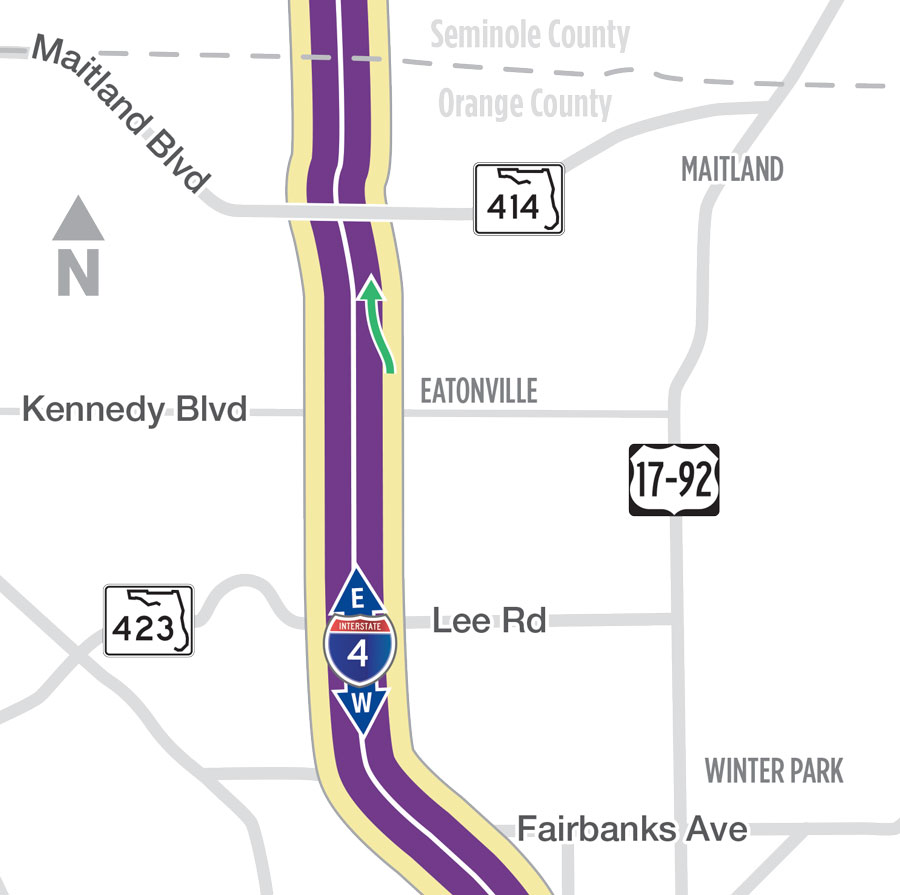 Seminole County
Orange County
Maitland Blvd
MAITLAND
414
N
EATONVILLE
Kennedy Blvd
17-92
E
INTERSTATE
4
W
423
Lee Rd
WINTER PARK
Fairbanks Ave